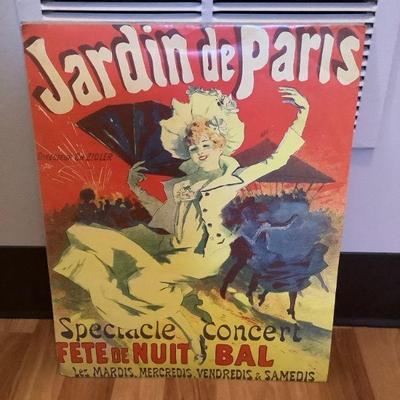 Jardin de Paris
DIRECTEUR CH. ZIDLER
Spectacle Concert
FETE DE NUIT BAL
Les MARDIS, MERCREDIS, VENDREDIS & SAMEDIS